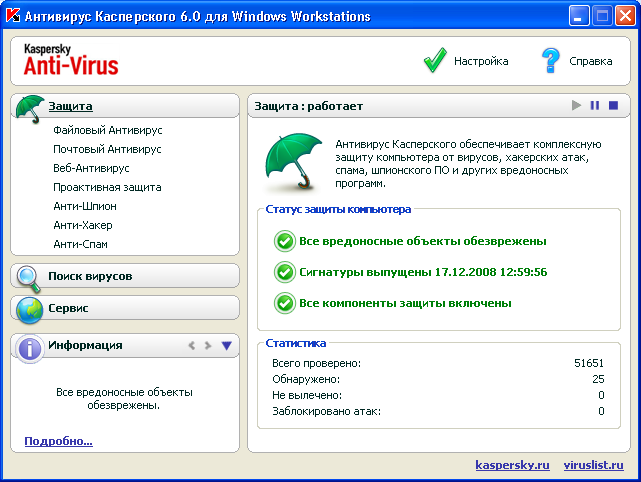 Антивирус Касперского 6.0 для Windows Workstations
Kaspersky
Anti-Virus
Настройка
Справка
Защита
Файловый Антивирус
Почтовый Антивирус
Веб-Антивирус
Проактивная защита
Анти-Шпион
Анти-Хакер
Анти-Спам
Поиск вирусов
Сервис
Информация
Все вредоносные объекты
обезврежены.
Подробно...
Защита : работает
Антивирус Касперского обеспечивает комплексную
защиту компьютера от вирусов, хакерских атак,
спама, шпионского ПО и других вредоносных
программ.
Статус защиты компьютера
Все вредоносные объекты обезврежены
Сигнатуры выпущены 17.12.2008 12:59:56
Все компоненты защиты включены
Статистика
Всего проверено: 51651
Обнаружено: 25
Не вылечено: 0
Заблокировано атак: 0
kaspersky.ru viruslist.ru